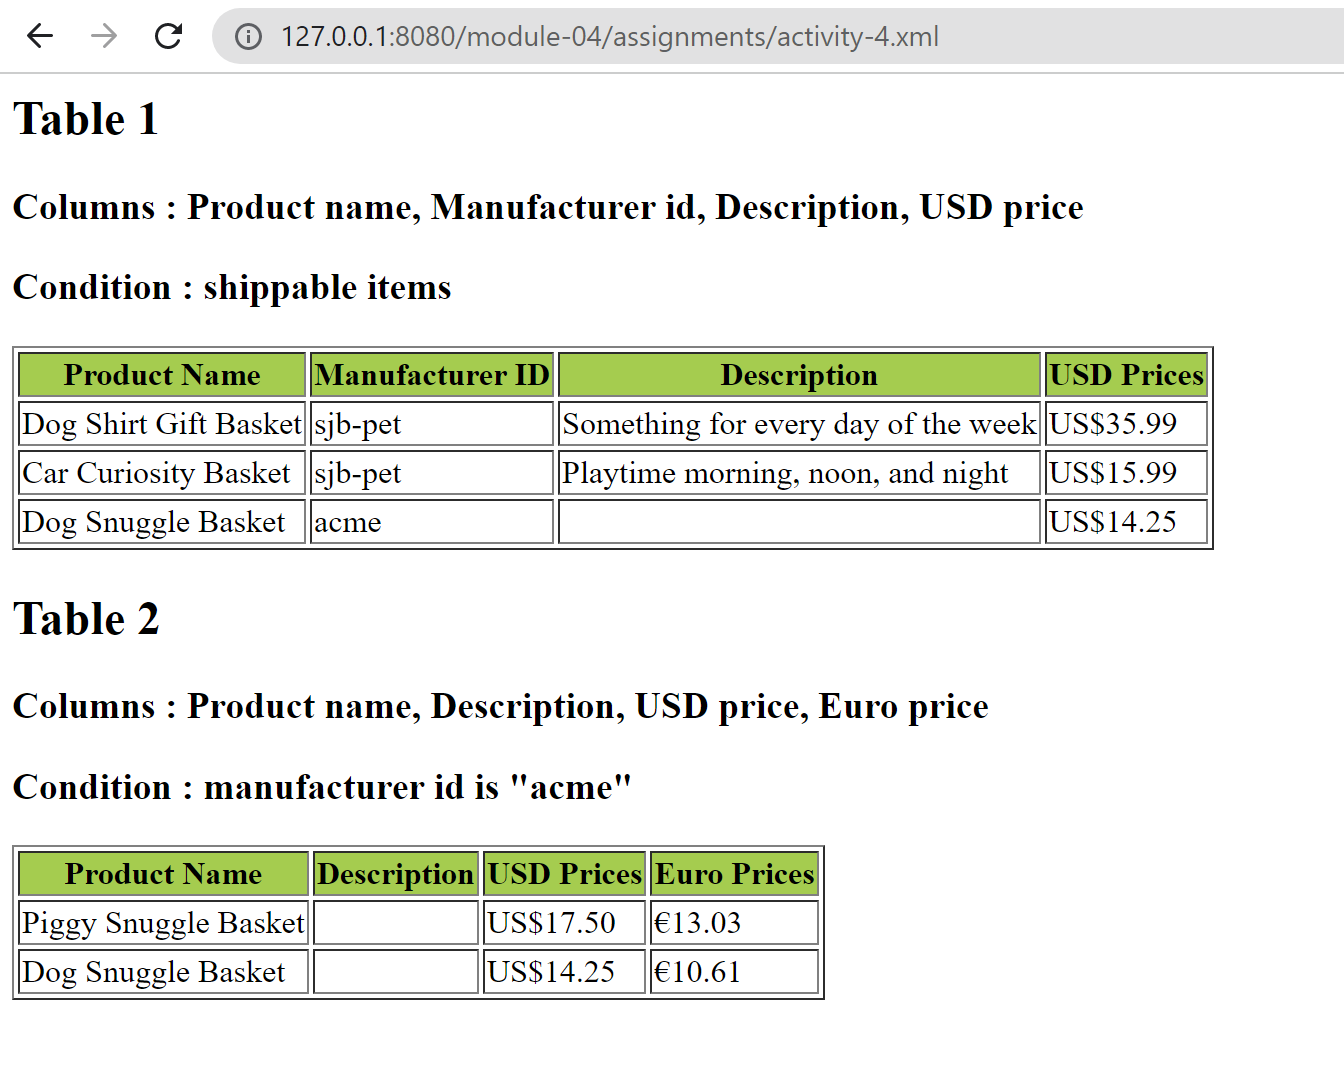 127.0.0.1:8080/module-04/assignments/activity-4.xml
Table 1
Columns : Product name, Manufacturer id, Description, USD price
Condition : shippable items
Product Name Manufacturer ID Description USD Prices
Dog Shirt Gift Basket sjb-pet Something for every day of the week US$35.99
Car Curiosity Basket sjb-pet Playtime morning, noon, and night US$15.99
Dog Snuggle Basket acme US$14.25
Table 2
Columns : Product name, Description, USD price, Euro price
Condition : manufacturer id is "acme"
Product Name Description USD Prices Euro Prices
Piggy Snuggle Basket US$17.50 €13.03
Dog Snuggle Basket US$14.25 €10.61